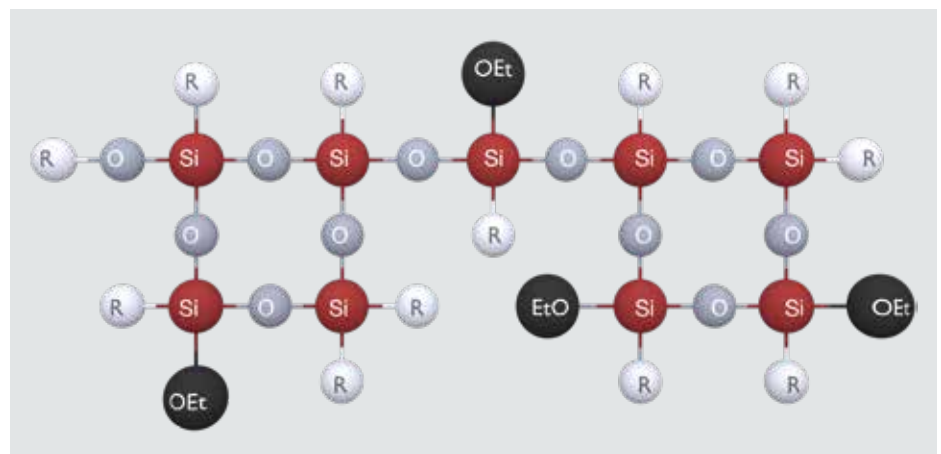 OEt
R R R R
R O Si O Si O Si O Si O Si R
O O R O O
R Si O Si R EtO Si O Si OEt
OEt R R R